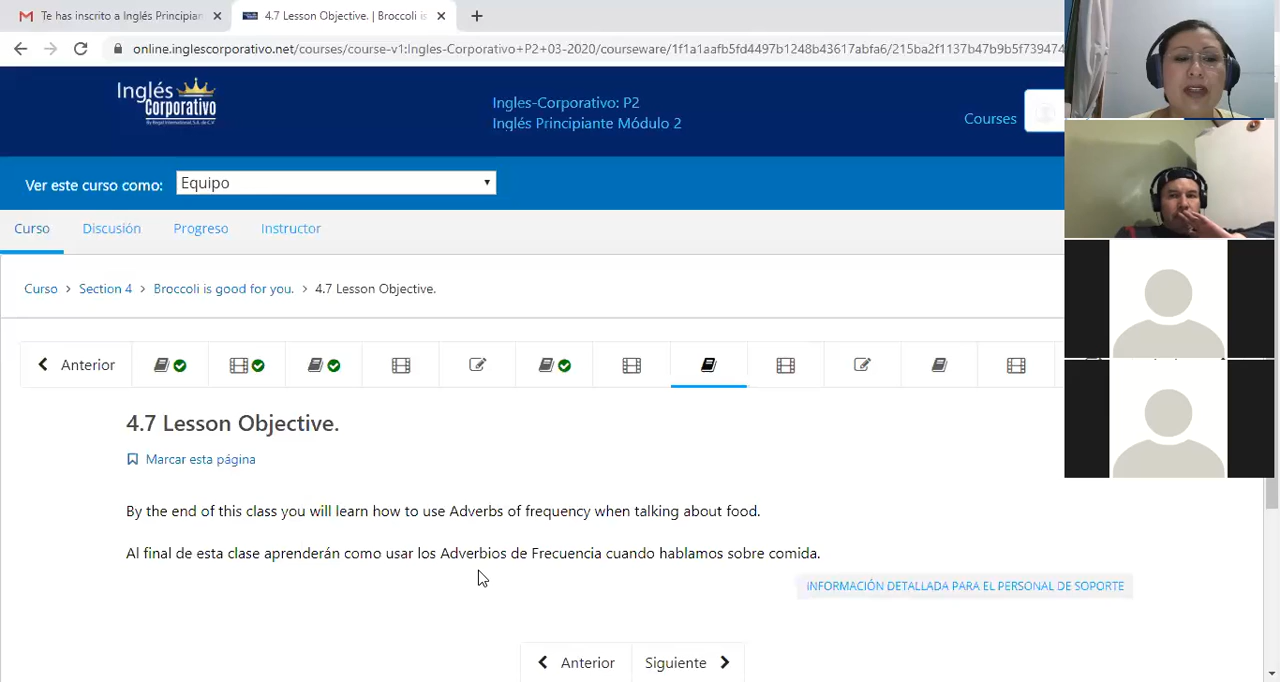 Te has inscrito a Inglés Principian
4.7 Lesson Objective. | Broccoli is
online.inglescorporativo.net/courses/course-v1:Ingles-Corporativo+P2+03-2020/courseware/1f1a1aafb5fd4497b1248b43617abfa6/215ba2f1137b47b9b5f739474
Inglés
Corporativo
Ingles-Corporativo: P2
Inglés Principiante Módulo 2
Courses
Ver este curso como:
Equipo
Curso
Discusión
Progreso
Instructor
Curso > Section 4 > Broccoli is good for you. > 4.7 Lesson Objective.
Anterior
4.7 Lesson Objective.
Marcar esta página
By the end of this class you will learn how to use Adverbs of frequency when talking about food.
Al final de esta clase aprenderán como usar los Adverbios de Frecuencia cuando hablamos sobre comida.
INFORMACIÓN DETALLADA PARA EL PERSONAL DE SOPORTE
Anterior
Siguiente